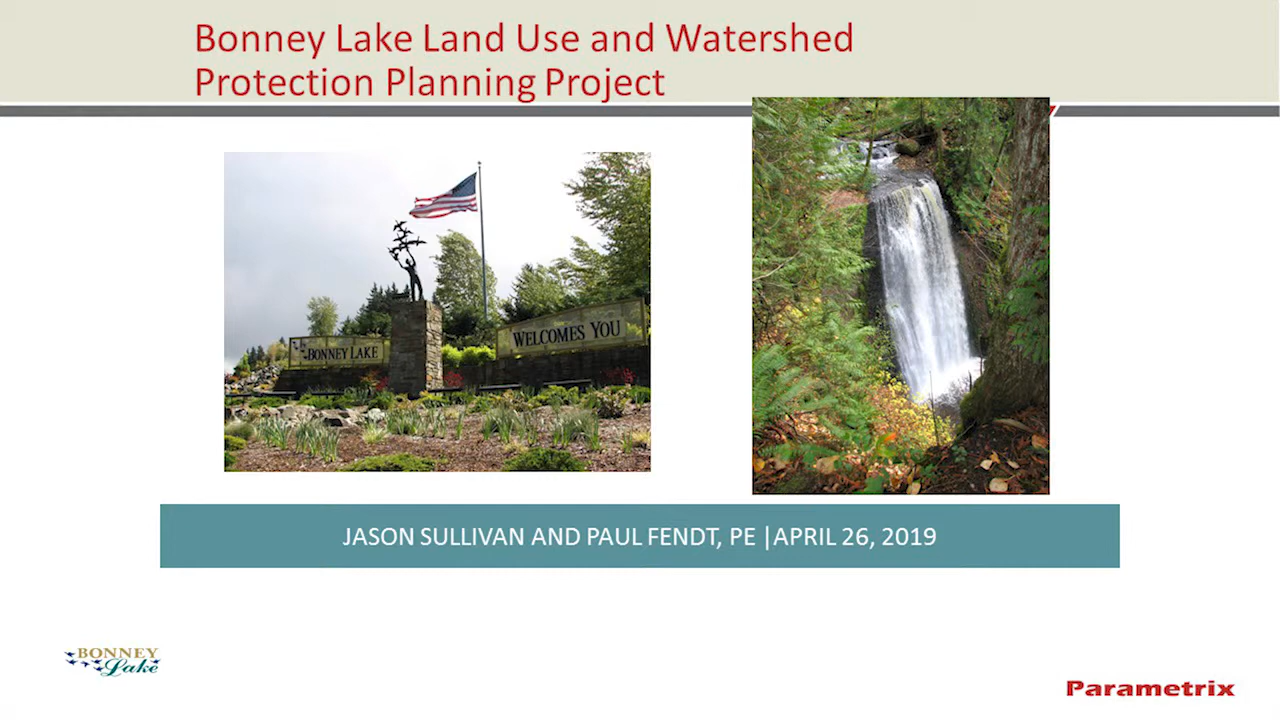 Bonney Lake Land Use and Watershed
Protection Planning Project
BONNEY LAKE
WELCOMES YOU
JASON SULLIVAN AND PAUL FENDT, PE |APRIL 26, 2019
BONNEY
Lake
Parametrix